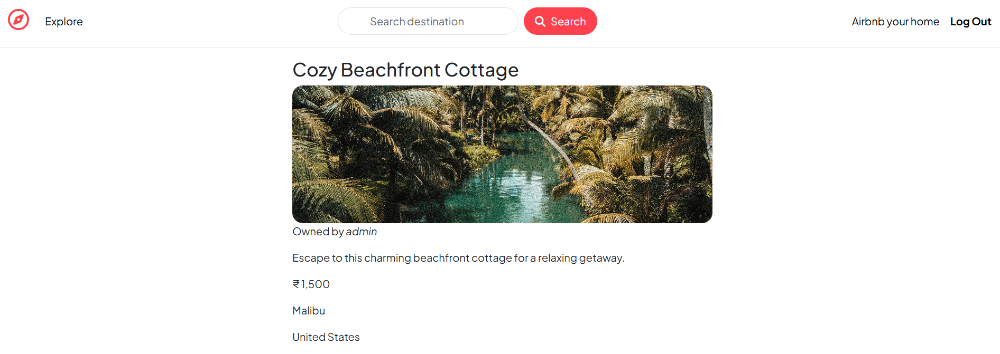 Explore
Search destination
Search
Airbnb your home
Log Out
Cozy Beachfront Cottage
Owned by admin
Escape to this charming beachfront cottage for a relaxing getaway.
₹ 1,500
Malibu
United States